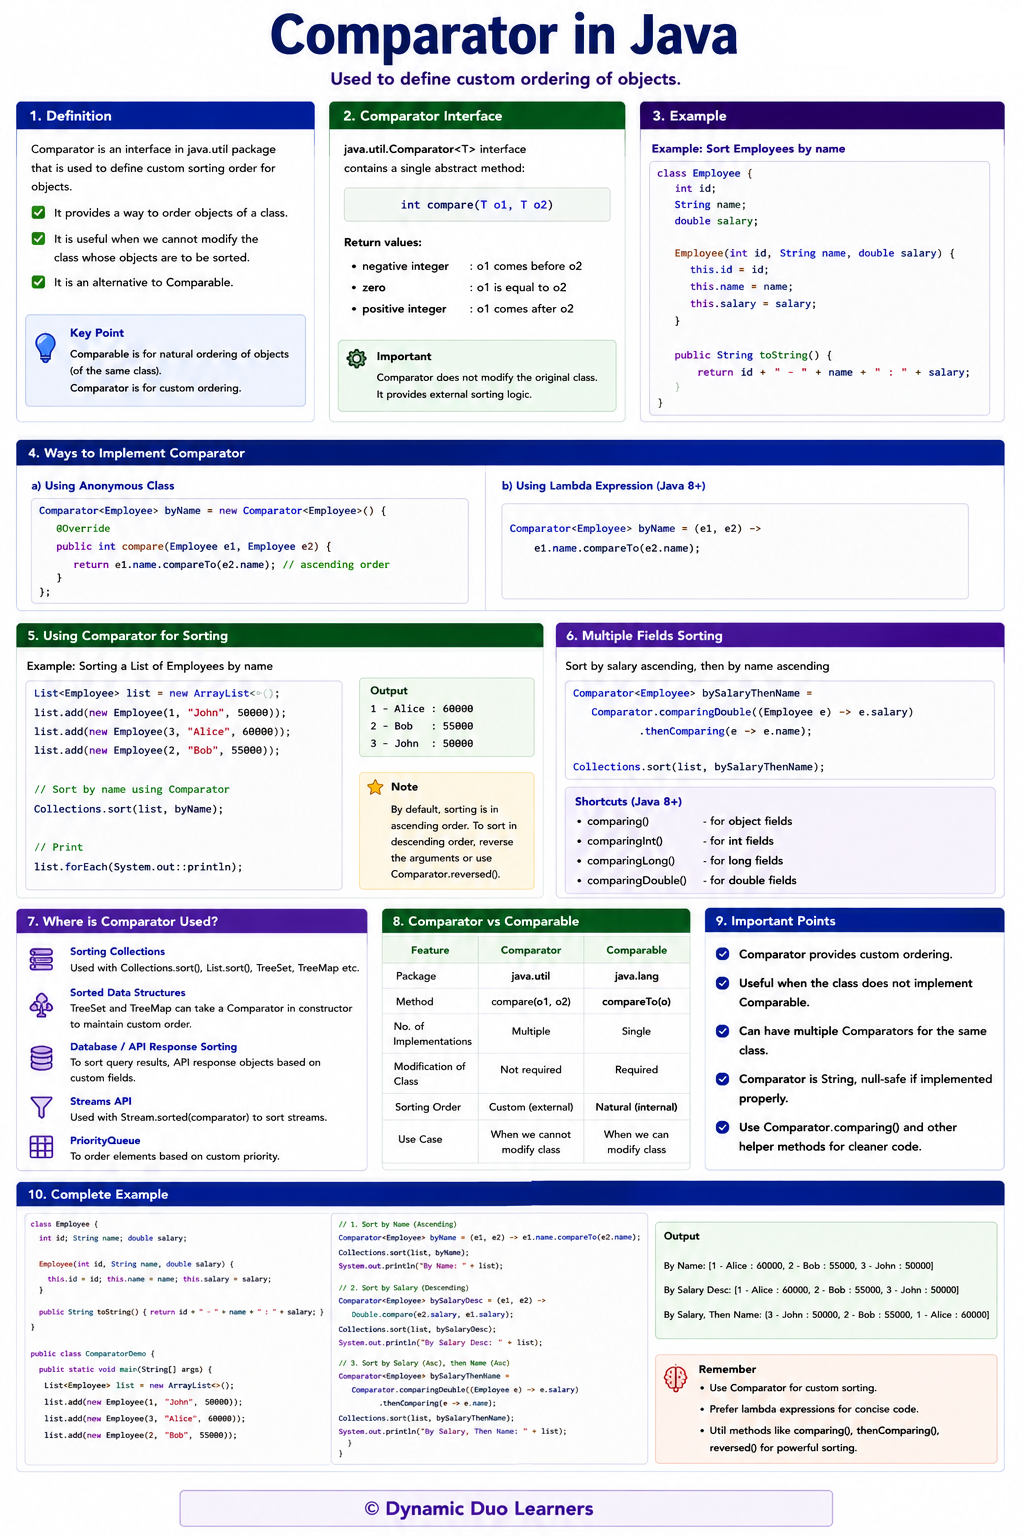 Comparator in Java
Used to define custom ordering of objects.
1. Definition
Comparator is an interface in java.util package
that is used to define custom sorting order for
objects.
It provides a way to order objects of a class.
It is useful when we cannot modify the
class whose objects are to be sorted.
It is an alternative to Comparable.
Key Point
Comparable is for natural ordering of objects
(of the same class).
Comparator is for custom ordering.
2. Comparator Interface
java.util.Comparator<T> interface
contains a single abstract method:
int compare(T o1, T o2)
Return values:
• negative integer : o1 comes before o2
• zero : o1 is equal to o2
• positive integer : o1 comes after o2
Important
Comparator does not modify the original class.
It provides external sorting logic.
3. Example
Example: Sort Employees by name
class Employee {
int id;
String name;
double salary;
Employee(int id, String name, double salary) {
this.id = id;
this.name = name;
this.salary = salary;
}
public String toString() {
return id + " - " + name + " : " + salary;
}
}
4. Ways to Implement Comparator
a) Using Anonymous Class
Comparator<Employee> byName = new Comparator<Employee>() {
@Override
public int compare(Employee e1, Employee e2) {
return e1.name.compareTo(e2.name); // ascending order
}
};
b) Using Lambda Expression (Java 8+)
Comparator<Employee> byName = (e1, e2) ->
e1.name.compareTo(e2.name);
5. Using Comparator for Sorting
Example: Sorting a List of Employees by name
List<Employee> list = new ArrayList<>();
list.add(new Employee(1, "John", 50000));
list.add(new Employee(3, "Alice", 60000));
list.add(new Employee(2, "Bob", 55000));
// Sort by name using Comparator
Collections.sort(list, byName);
// Print
list.forEach(System.out::println);
Output
1 - Alice : 60000
2 - Bob : 55000
3 - John : 50000
Note
By default, sorting is in
ascending order. To sort in
descending order, reverse
the arguments or use
Comparator.reversed().
6. Multiple Fields Sorting
Sort by salary ascending, then by name ascending
Comparator<Employee> bySalaryThenName =
Comparator.comparingDouble((Employee e) -> e.salary)
.thenComparing(e -> e.name);
Collections.sort(list, bySalaryThenName);
Shortcuts (Java 8+)
• comparing() - for object fields
• comparingInt() - for int fields
• comparingLong() - for long fields
• comparingDouble() - for double fields
7. Where is Comparator Used?
Sorting Collections
Used with Collections.sort(), List.sort(), TreeSet, TreeMap etc.
Sorted Data Structures
TreeSet and TreeMap can take a Comparator in constructor
to maintain custom order.
Database / API Response Sorting
To sort query results, API response objects based on
custom fields.
Streams API
Used with Stream.sorted(comparator) to sort streams.
PriorityQueue
To order elements based on custom priority.
8. Comparator vs Comparable
Feature Comparator Comparable
Package java.util java.lang
Method compare(o1, o2) compareTo(o)
No. of
Implementations Multiple Single
Modification of
Class Not required Required
Sorting Order Custom (external) Natural (internal)
Use Case When we cannot
modify class When we can
modify class
9. Important Points
Comparator provides custom ordering.
Useful when the class does not implement
Comparable.
Can have multiple Comparators for the same
class.
Comparator is String, null-safe if implemented
properly.
Use Comparator.comparing() and other
helper methods for cleaner code.
10. Complete Example
class Employee {
int id; String name; double salary;
Employee(int id, String name, double salary) {
this.id = id; this.name = name; this.salary = salary;
}
public String toString() { return id + " - " + name + " : " + salary; }
}
public class ComparatorDemo {
public static void main(String[] args) {
List<Employee> list = new ArrayList<>();
list.add(new Employee(1, "John", 50000));
list.add(new Employee(3, "Alice", 60000));
list.add(new Employee(2, "Bob", 55000));
// 1. Sort by Name (Ascending)
Comparator<Employee> byName = (e1, e2) -> e1.name.compareTo(e2.name);
Collections.sort(list, byName);
System.out.println("By Name: " + list);
// 2. Sort by Salary (Descending)
Comparator<Employee> bySalaryDesc = (e1, e2) ->
Double.compare(e2.salary, e1.salary);
Collections.sort(list, bySalaryDesc);
System.out.println("By Salary Desc: " + list);
// 3. Sort by Salary (Asc), then Name (Asc)
Comparator<Employee> bySalaryThenName =
Comparator.comparingDeuble((Employee e) -> e.salary)
.thenComparing(e -> e.name);
Collections.sort(list, bySalaryThenName);
System.out.println("By Salary, Then Name: " + list);
}
}
Output
By Name: [1 - Alice : 60000, 2 - Bob : 55000, 3 - John : 50000]
By Salary Desc: [1 - Alice : 60000, 2 - Bob : 55000, 3 - John : 50000]
By Salary, Then Name: (3 - John : 50000, 2 - Bob : 55000, 1 - Alice : 60000]
Remember
• Use Comparator for custom sorting.
• Prefer lambda expressions for concise code.
• Util methods like comparing(), thenComparing(),
reversed() for powerful sorting.
© Dynamic Duo Learners